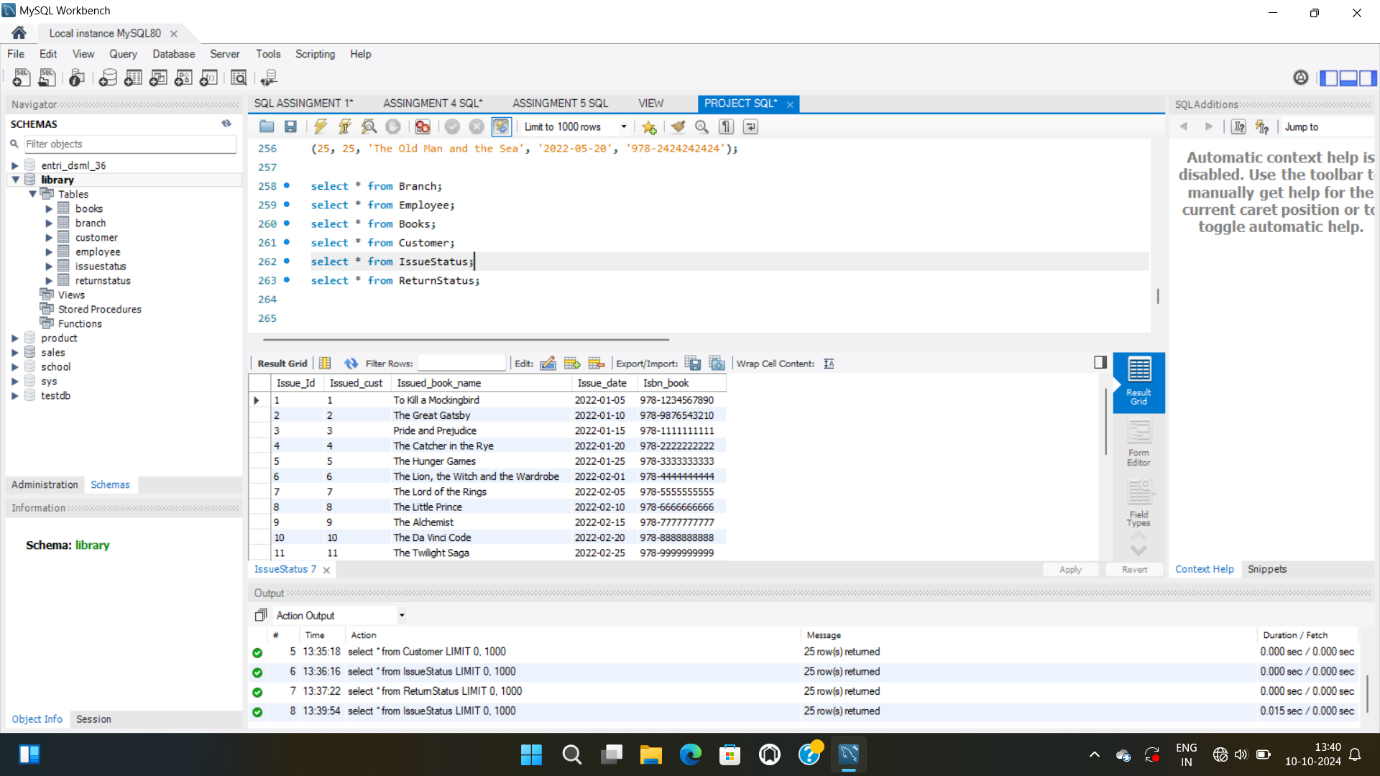 MySQL Workbench
Local instance MySQL80
File Edit View Query Database Server Tools Scripting Help
Navigator
SCHEMAS
Filter objects
entri_dsml_36
library
Tables
books
branch
customer
employee
issuestatus
returnstatus
Views
Stored Procedures
Functions
product
sales
school
sys
testdb
Administration Schemas
Information
Schema: library
Object Info Session
SQL ASSINGMENT 1* ASSINGMENT 4 SQL* ASSINGMENT 5 SQL VIEW PROJECT SQL*
Limit to 1000 rows
256 (25, 25, 'The Old Man and the Sea', '2022-05-20', '978-2424242424');
257
258 select * from Branch;
259 select * from Employee;
260 select * from Books;
261 select * from Customer;
262 select * from IssueStatus;
263 select * from ReturnStatus;
264
265
Result Grid Filter Rows: Edit: Export/Import: Wrap Cell Content:
Issue_Id Issued_cust Issued_book_name Issue_date Isbn_book
1 1 To Kill a Mockingbird 2022-01-05 978-1234567890
2 2 The Great Gatsby 2022-01-10 978-9876543210
3 3 Pride and Prejudice 2022-01-15 978-1111111111
4 4 The Catcher in the Rye 2022-01-20 978-2222222222
5 5 The Hunger Games 2022-01-25 978-3333333333
6 6 The Lion, the Witch and the Wardrobe 2022-02-01 978-4444444444
7 7 The Lord of the Rings 2022-02-05 978-5555555555
8 8 The Little Prince 2022-02-10 978-6666666666
9 9 The Alchemist 2022-02-15 978-7777777777
10 10 The Da Vinci Code 2022-02-20 978-8888888888
11 11 The Twilight Saga 2022-02-25 978-9999999999
Result Grid
Form Editor
Field Types
IssueStatus 7 Apply Revert
Output
Action Output
# Time Action Message Duration / Fetch
5 13:35:18 select * from Customer LIMIT 0, 1000 25 row(s) returned 0.000 sec / 0.000 sec
6 13:36:16 select * from IssueStatus LIMIT 0, 1000 25 row(s) returned 0.000 sec / 0.000 sec
7 13:37:22 select * from ReturnStatus LIMIT 0, 1000 25 row(s) returned 0.000 sec / 0.000 sec
8 13:39:54 select * from IssueStatus LIMIT 0, 1000 25 row(s) returned 0.015 sec / 0.000 sec
SQLAdditions
Jump to
Automatic context help is
disabled. Use the toolbar t
manually get help for the
current caret position or to
toggle automatic help.
Context Help Snippets
ENG
IN
13:40
10-10-2024